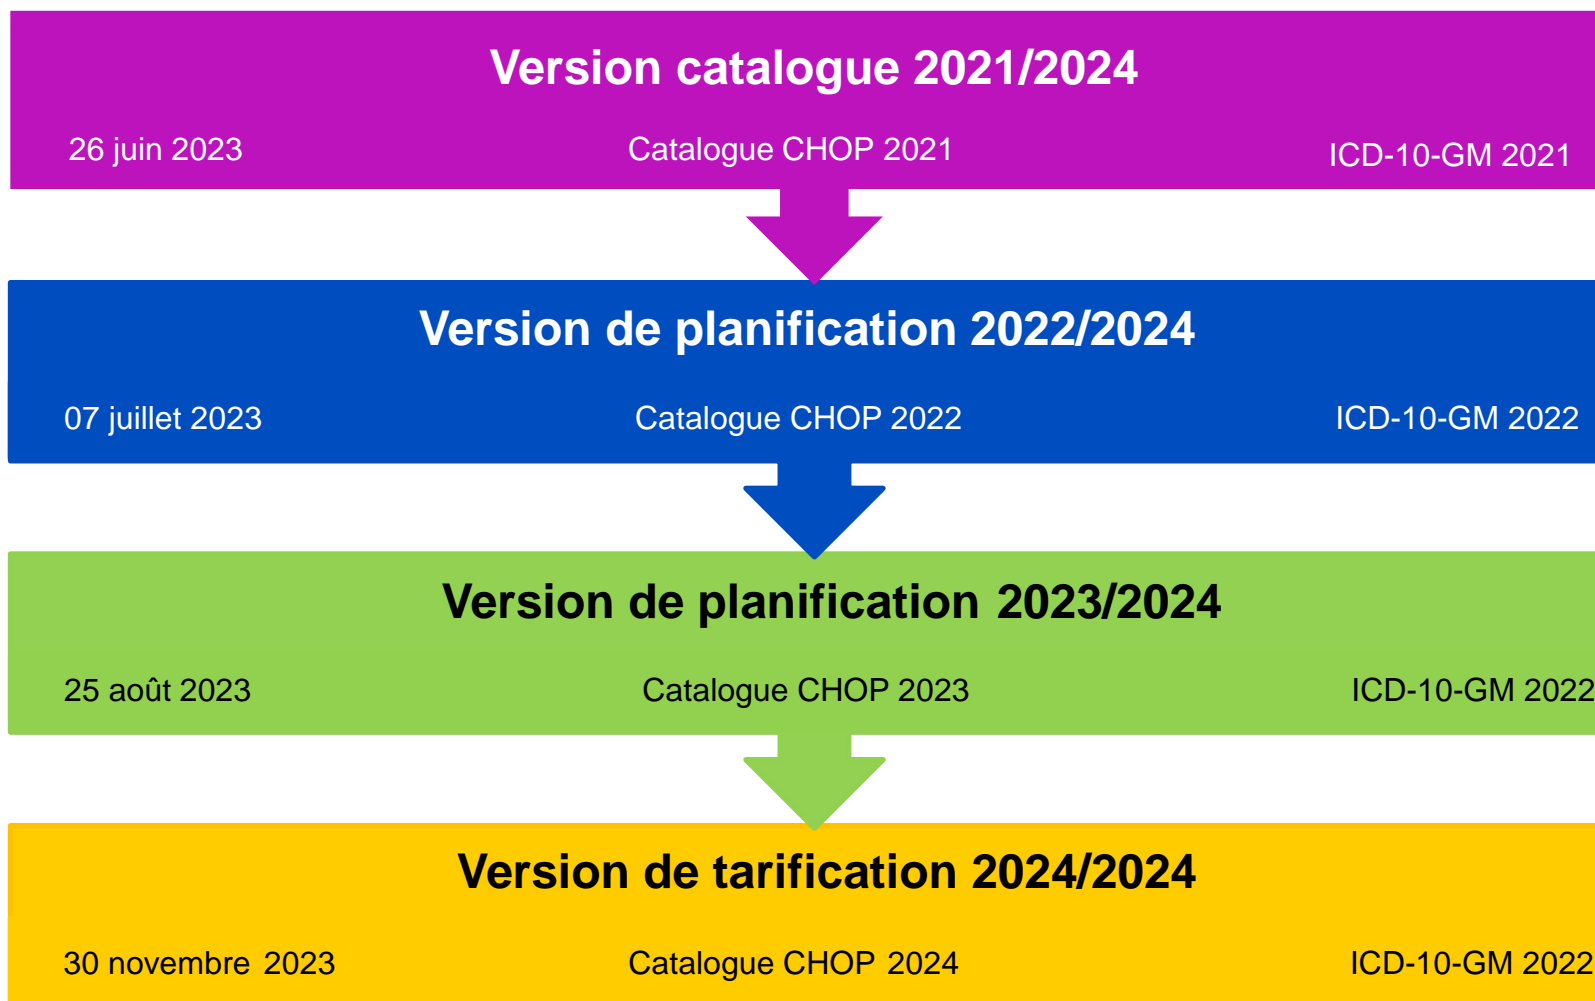 Version catalogue 2021/2024
26 juin 2023 Catalogue CHOP 2021 ICD-10-GM 2021
Version de planification 2022/2024
07 juillet 2023 Catalogue CHOP 2022 ICD-10-GM 2022
Version de planification 2023/2024
25 août 2023 Catalogue CHOP 2023 ICD-10-GM 2022
Version de tarification 2024/2024
30 novembre 2023 Catalogue CHOP 2024 ICD-10-GM 2022